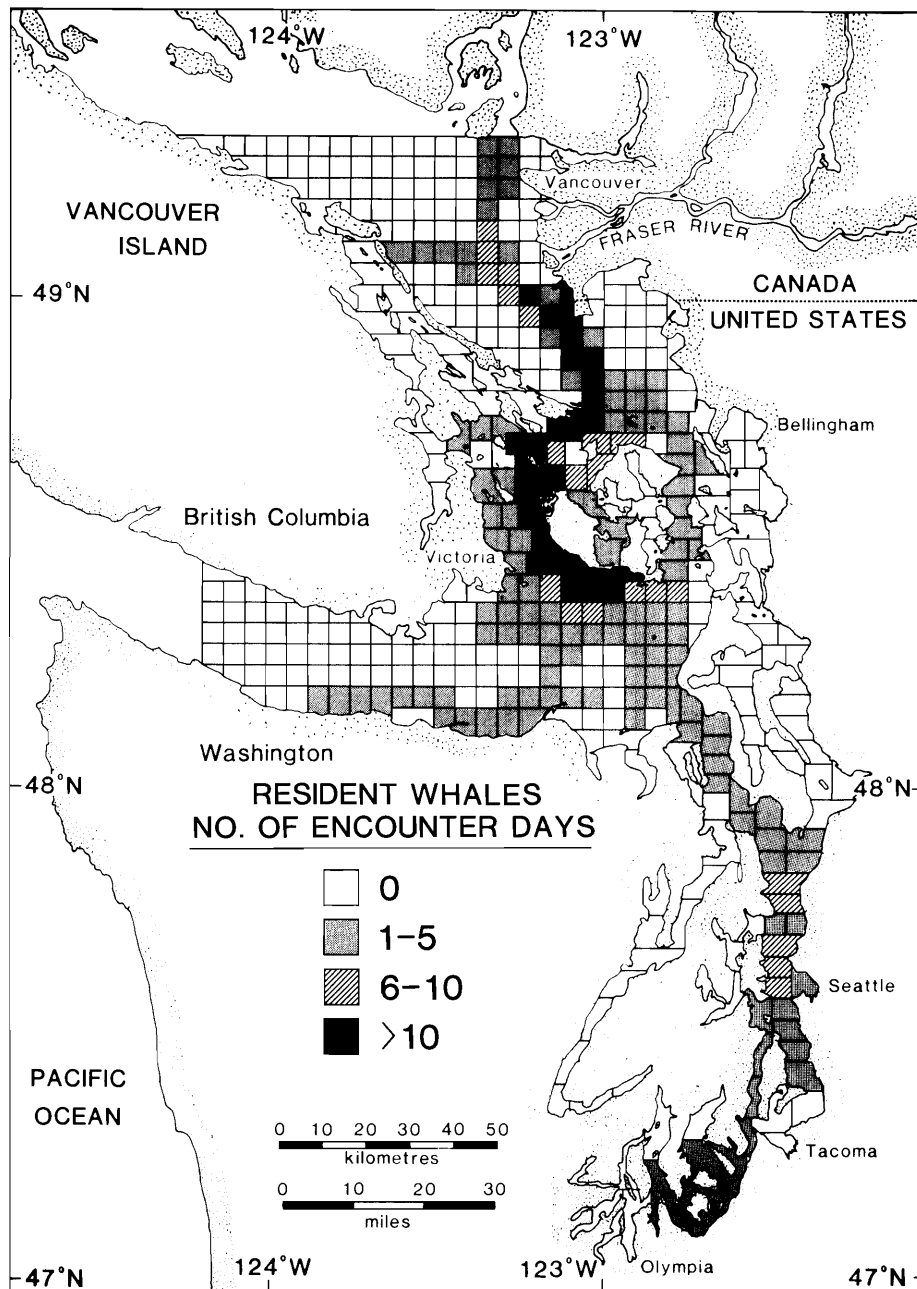 124°W
123°W
Vancouver
VANCOUVER
ISLAND
FRASER RIVER
49°N
CANADA
UNITED STATES
Bellingham
British Columbia
Victoria
Washington
48°N
48°N
RESIDENT WHALES
NO. OF ENCOUNTER DAYS
0
1–5
6–10
>10
Seattle
PACIFIC
OCEAN
0 10 20 30 40 50
kilometres
0 10 20 30
miles
Tacoma
124°W
123°W
Olympia
47°N
47°N